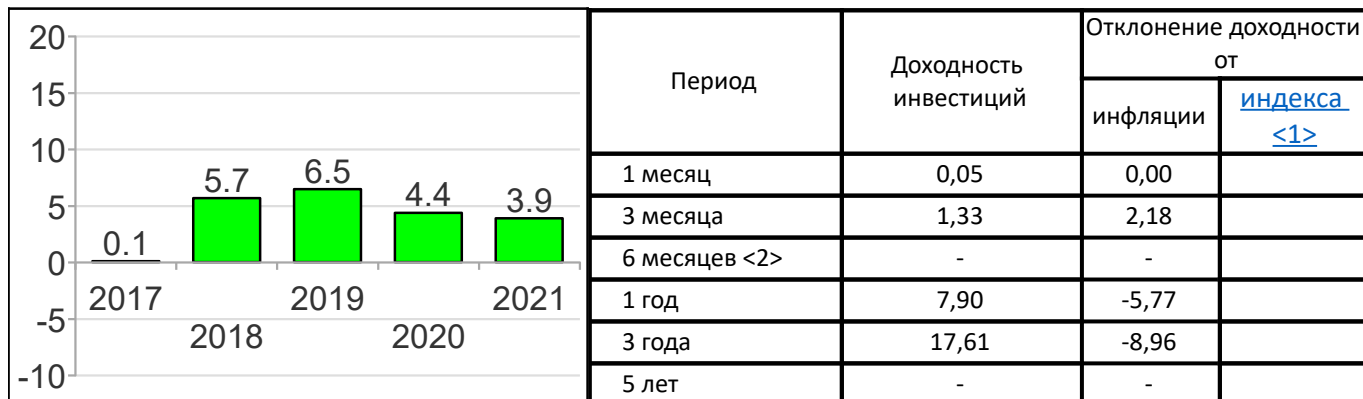 20
15
10
5
0
-5
-10
0.1
5.7
6.5
4.4
3.9
2017
2018
2019
2020
2021
Период
Доходность
инвестиций
Отклонение доходности
от
инфляции
индекса
<1>
1 месяц 0,05 0,00
3 месяца 1,33 2,18
6 месяцев <2> - -
1 год 7,90 -5,77
3 года 17,61 -8,96
5 лет - -